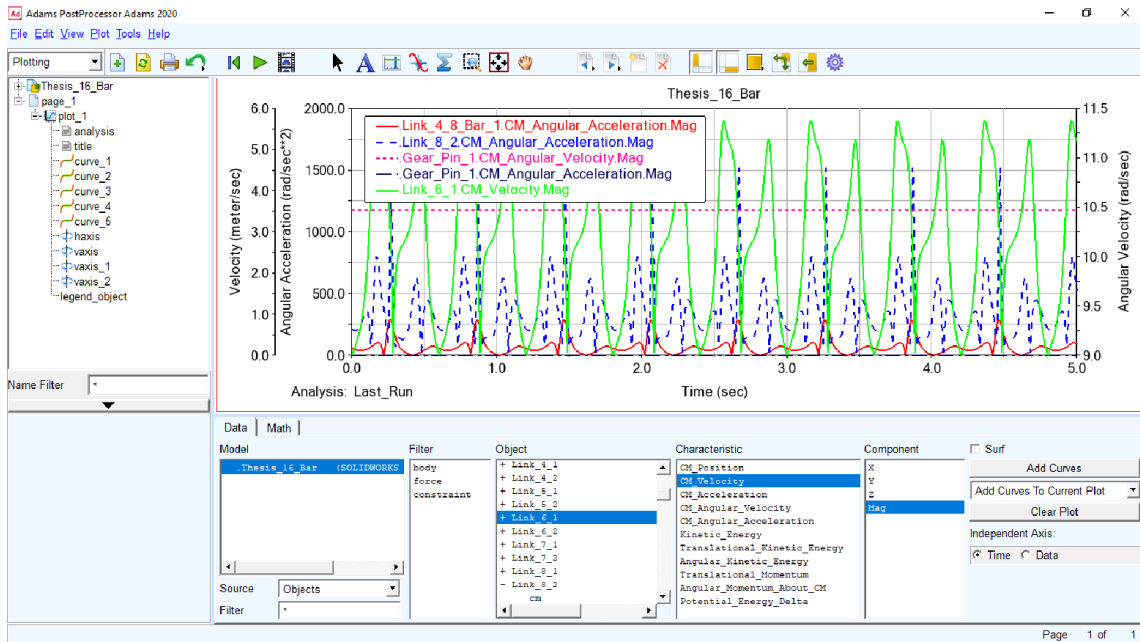 Adams PostProcessor Adams 2020
File Edit View Plot Tools Help
Plotting
Thesis_16_Bar
page_1
plot_1
analysis
title
curve_1
curve_2
curve_3
curve_4
curve_5
haxis
vaxis
vaxis_1
vaxis_2
legend_object
Name Filter *
Thesis_16_Bar
6.0 2000.0 11.5
5.0 1500.0 11.0
4.0 1000.0 10.5
3.0 500.0 10.0
2.0 0.0 9.5
1.0 9.0
0.0
Velocity (meter/sec)
Angular Acceleration (rad/sec**2)
Angular Velocity (rad/sec)
.Link_4_8_Bar_1.CM_Angular_Acceleration.Mag
.Link_8_2.CM_Angular_Acceleration.Mag
.Gear_Pin_1.CM_Angular_Velocity.Mag
.Gear_Pin_1.CM_Angular_Acceleration.Mag
.Link_6_1.CM_Velocity.Mag
0.0 1.0 2.0 3.0 4.0 5.0
Analysis: Last_Run Time (sec)
Data Math
Model
.Thesis_16_Bar (SOLIDWORKS
Source Objects
Filter *
Filter
body
force
constraint
Object
+ Link_4_1
+ Link_4_2
+ Link_5_1
+ Link_5_2
+ Link_6_1
+ Link_6_2
+ Link_7_1
+ Link_7_2
+ Link_8_1
- Link_8_2
cm
Characteristic
CM_Position
CM_Velocity
CM_Acceleration
CM_Angular_Velocity
CM_Angular_Acceleration
Kinetic_Energy
Translational_Kinetic_Energy
Angular_Kinetic_Energy
Translational_Momentum
Angular_Momentum_About_CM
Potential_Energy_Delta
Component
X
Y
Z
Mag
Surf
Add Curves
Add Curves To Current Plot
Clear Plot
Independent Axis:
Time Data
Page 1 of 1